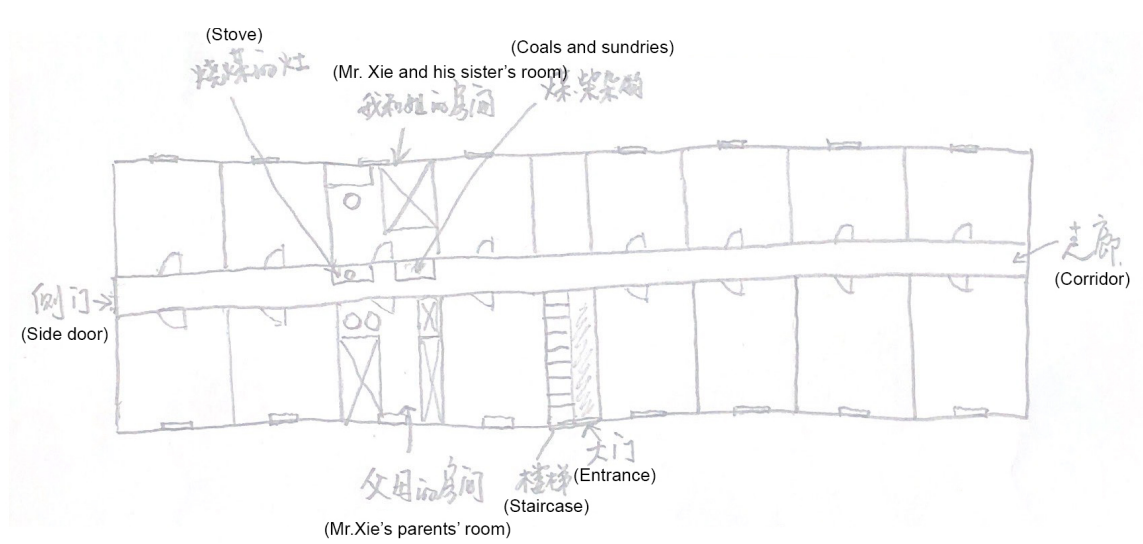 (Stove)
烧煤的灶
(Coals and sundries)
煤.柴杂物
(Mr. Xie and his sister's room)
我和姐的房间
走廊
(Corridor)
侧门
(Side door)
大门
(Entrance)
父母的房间
(Mr.Xie's parents' room)
楼梯
(Staircase)